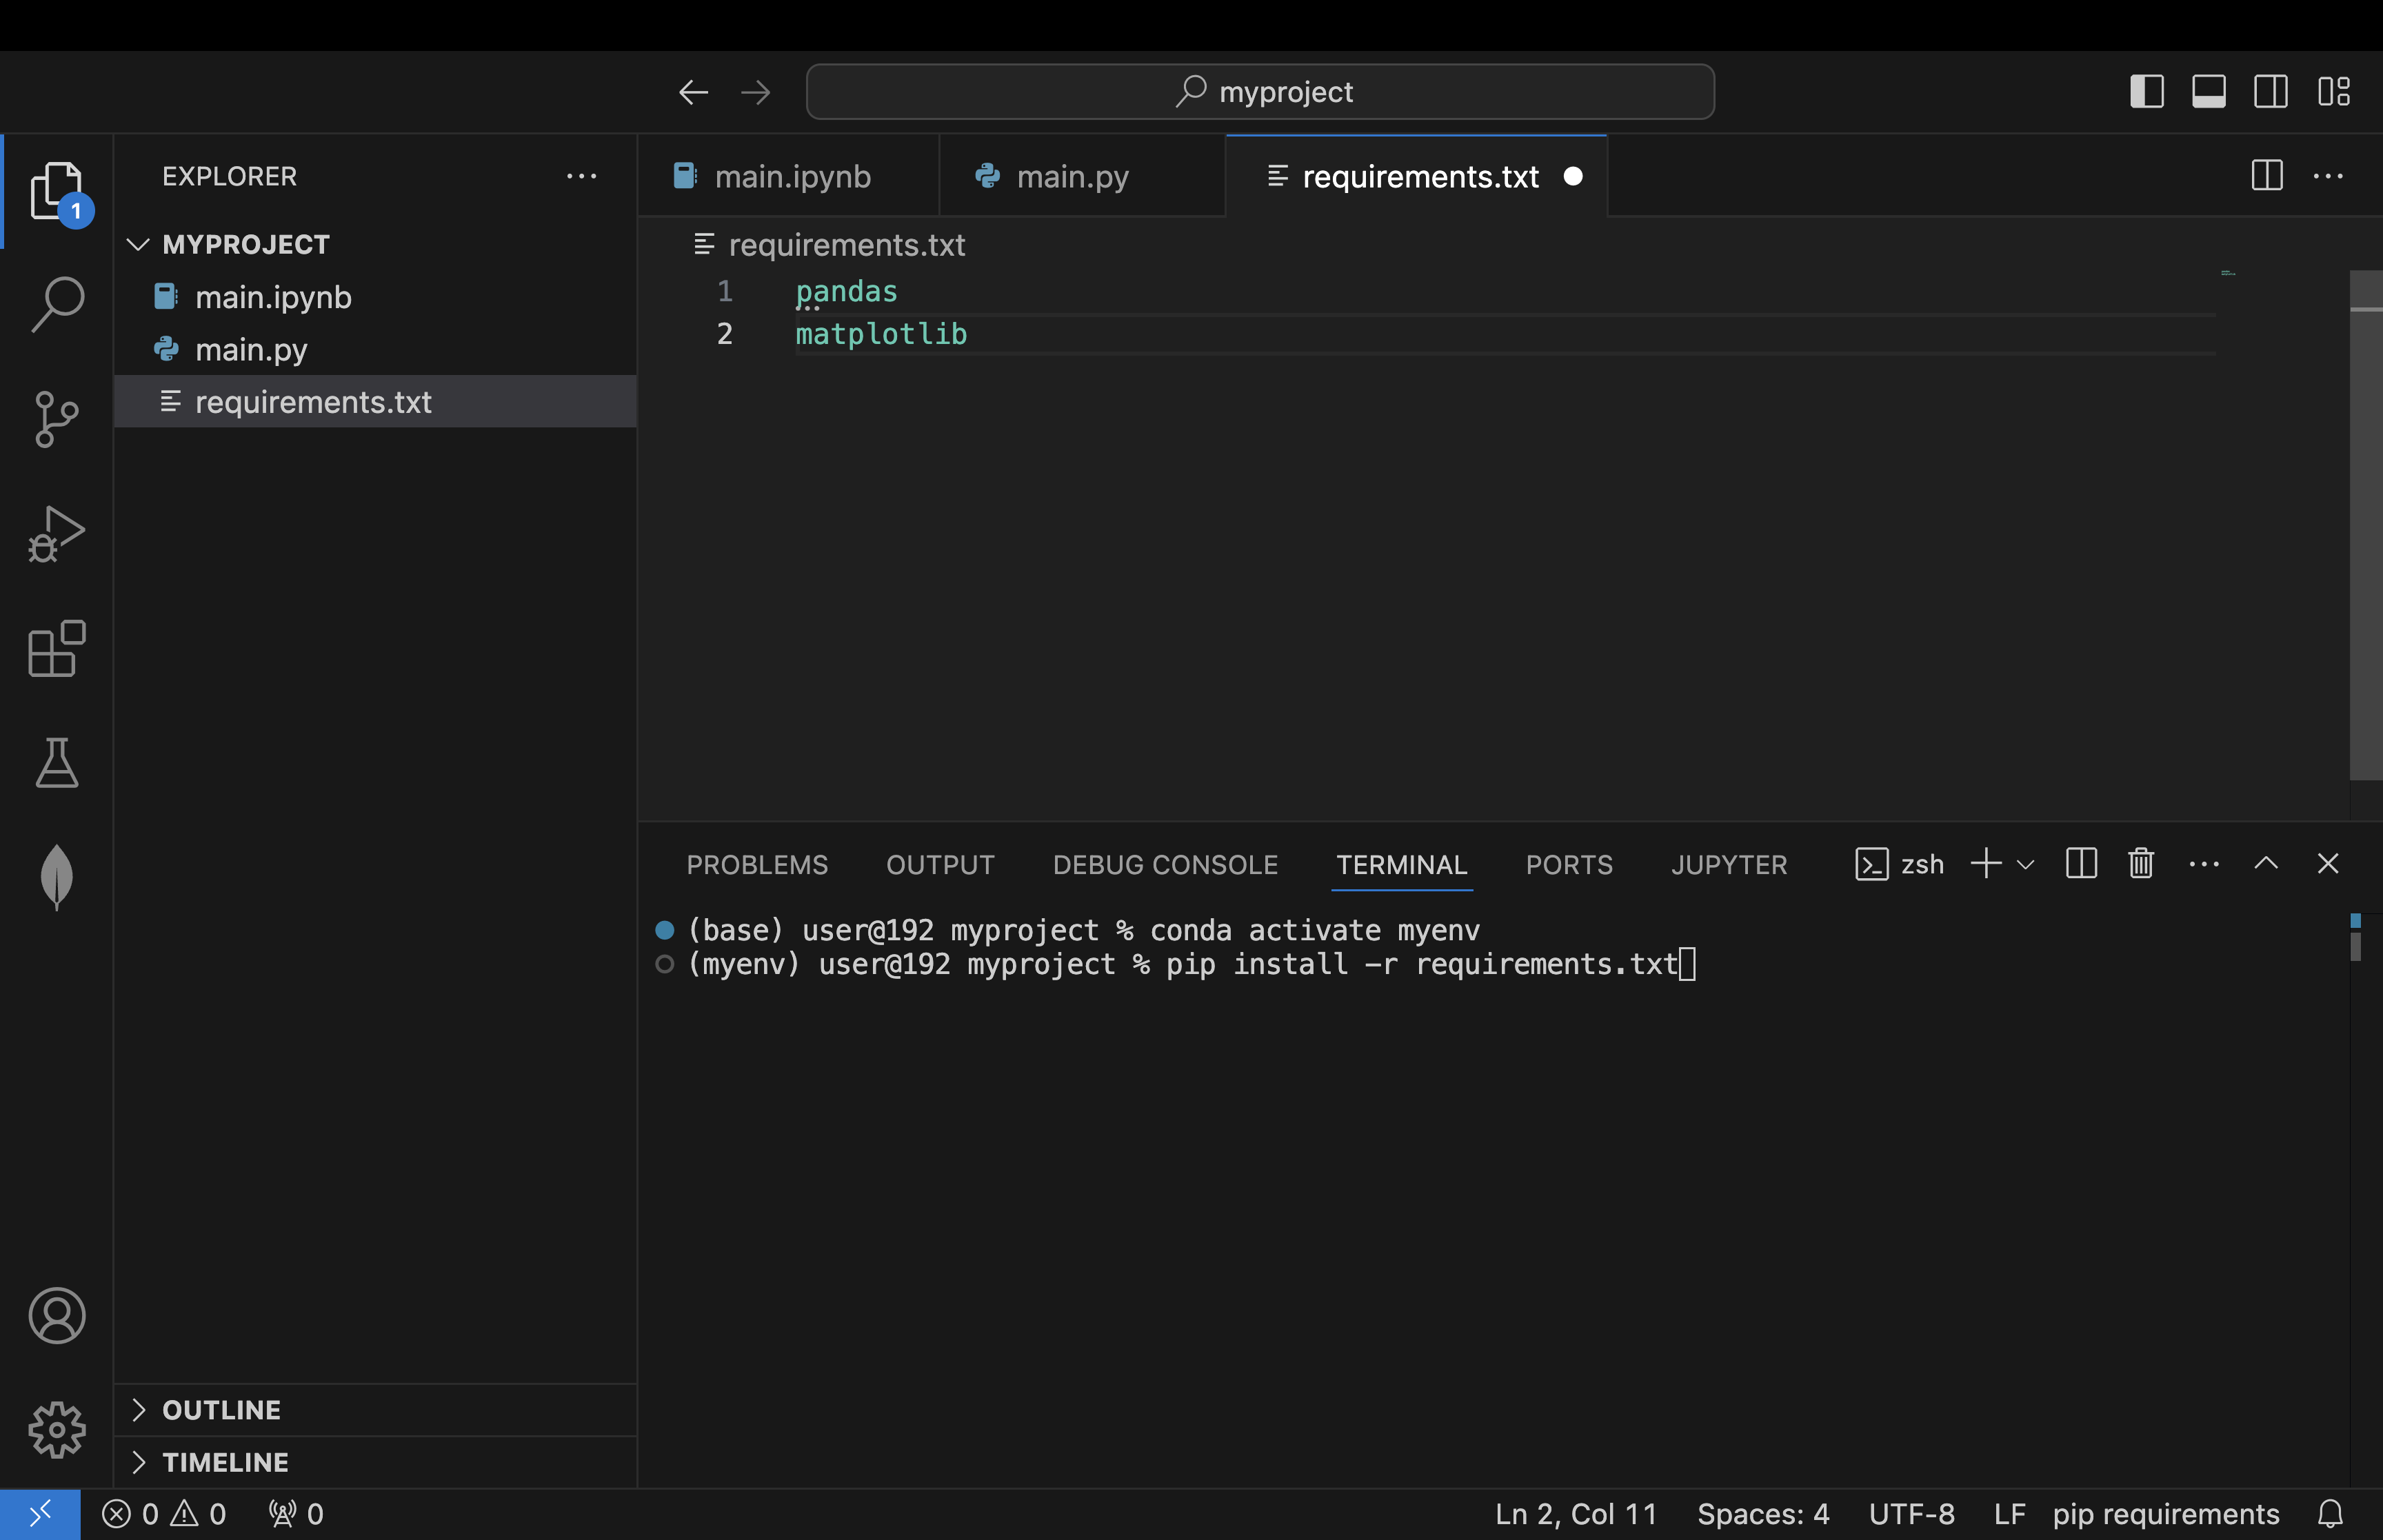 myproject
EXPLORER
main.ipynb
main.py
requirements.txt
1
MYPROJECT
main.ipynb
main.py
requirements.txt
requirements.txt
1 pandas
2 matplotlib
PROBLEMS OUTPUT DEBUG CONSOLE TERMINAL PORTS JUPYTER zsh
(base) user@192 myproject % conda activate myenv
(myenv) user@192 myproject % pip install -r requirements.txt
OUTLINE
TIMELINE
0 0 0 Ln 2, Col 11 Spaces: 4 UTF-8 LF pip requirements